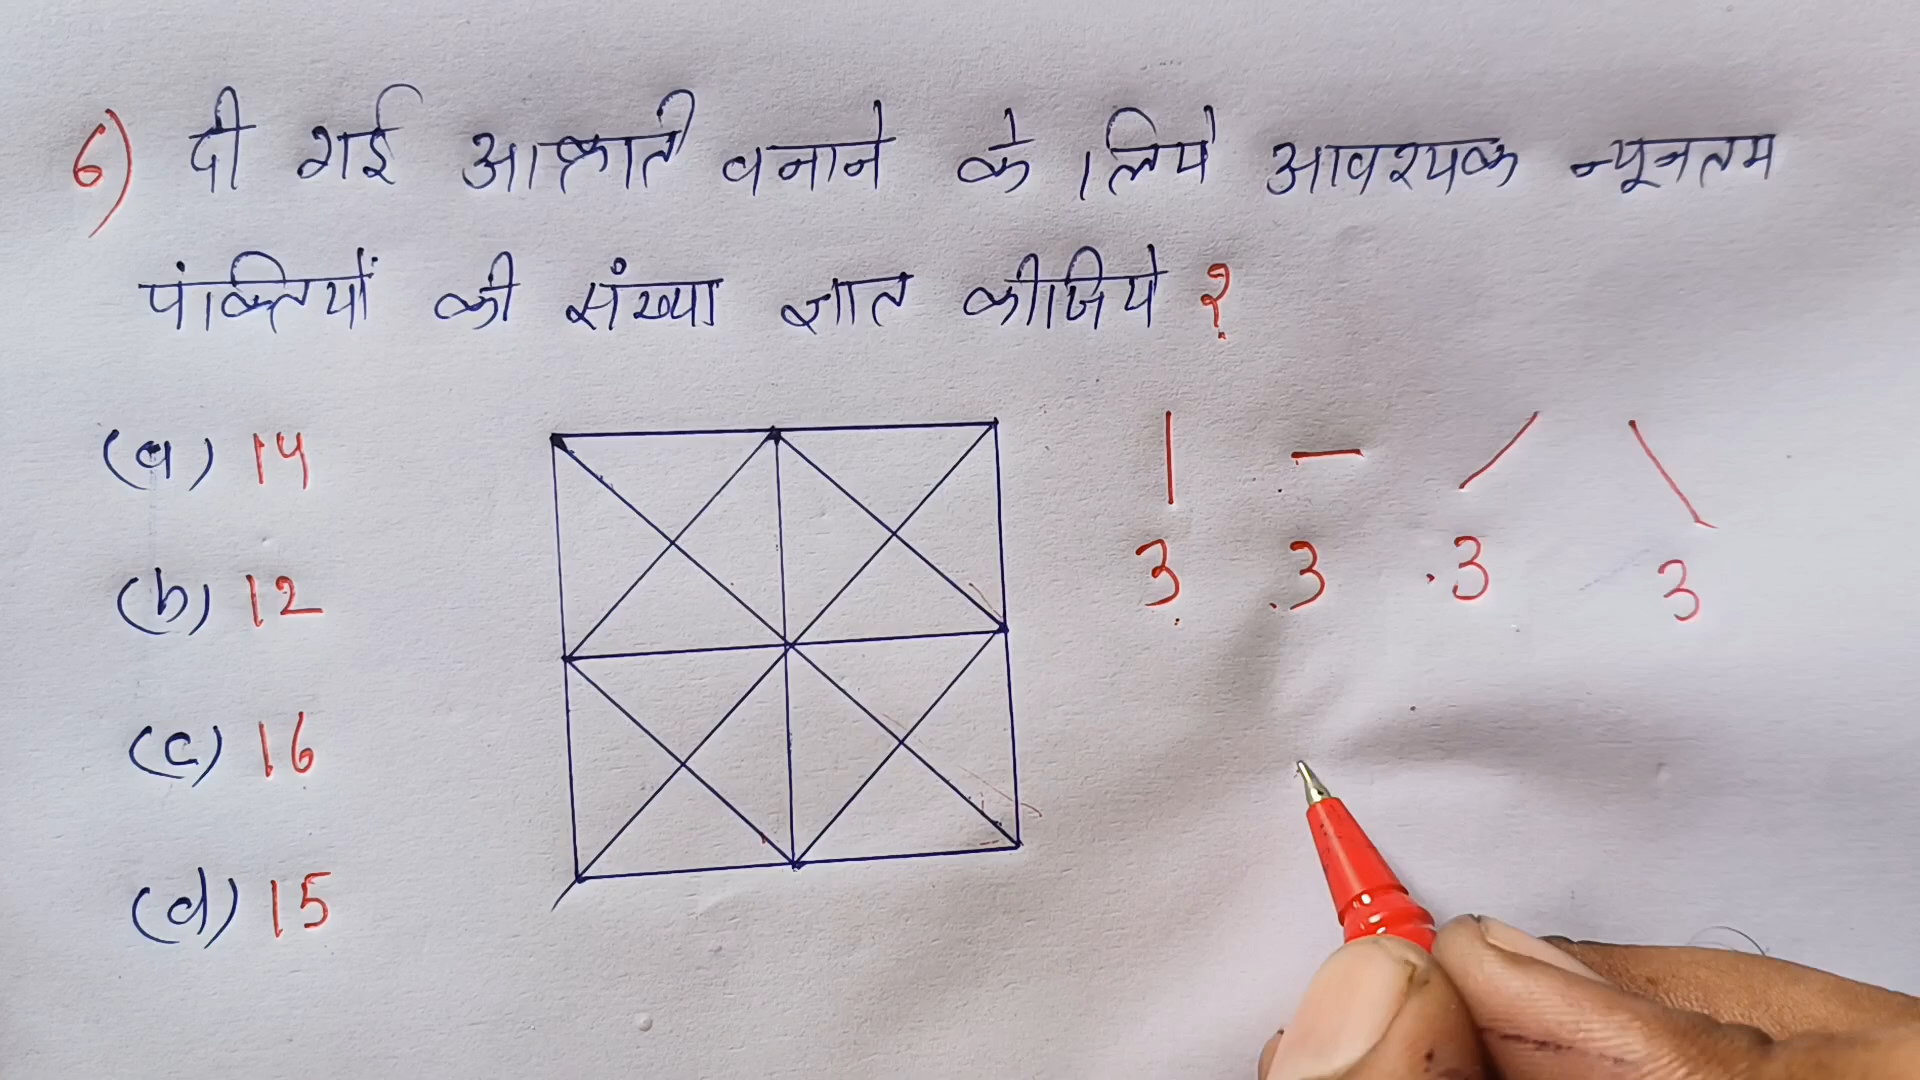 6) दी गई आकृति बनाने के लिये आवश्यक न्यूनतम
पंक्तियों की संख्या ज्ञात कीजिये ?
(a) 14
(b) 12
(c) 16
(d) 15
| — / \
3 3 3 3